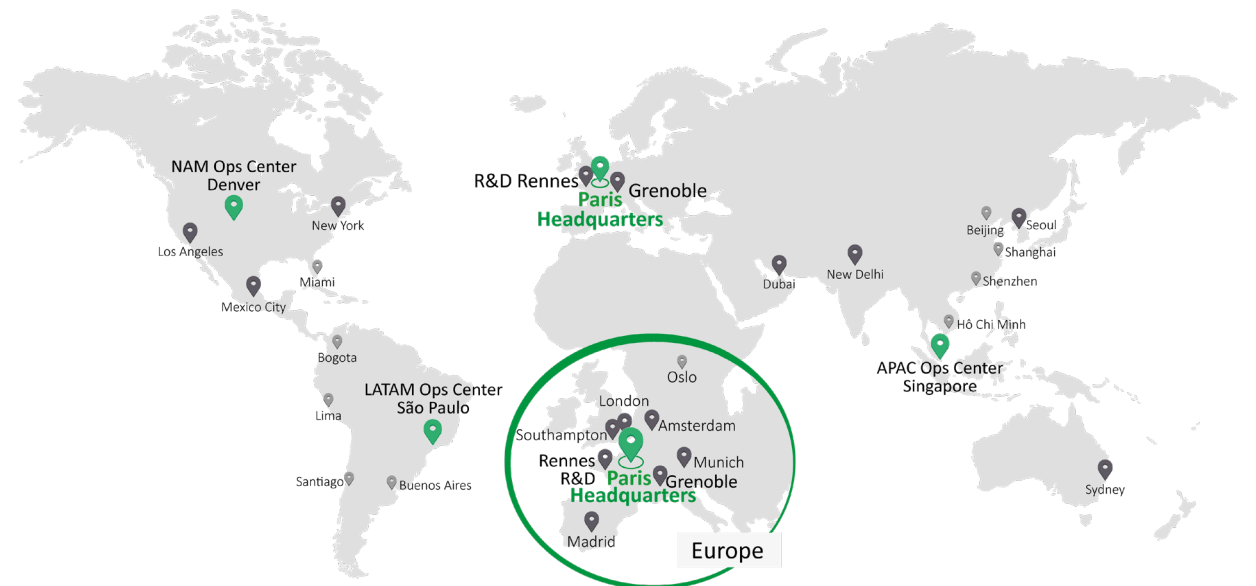 NAM Ops Center
Denver
New York
Los Angeles
Miami
Mexico City
Bogota
LATAM Ops Center
São Paulo
Lima
Santiago
Buenos Aires
R&D Rennes
Grenoble
Paris
Headquarters
Dubai
New Delhi
Beijing
Seoul
Shanghai
Shenzhen
Hô Chi Minh
APAC Ops Center
Singapore
Sydney
Oslo
London
Amsterdam
Southampton
Rennes
R&D
Paris
Headquarters
Munich
Grenoble
Madrid
Europe